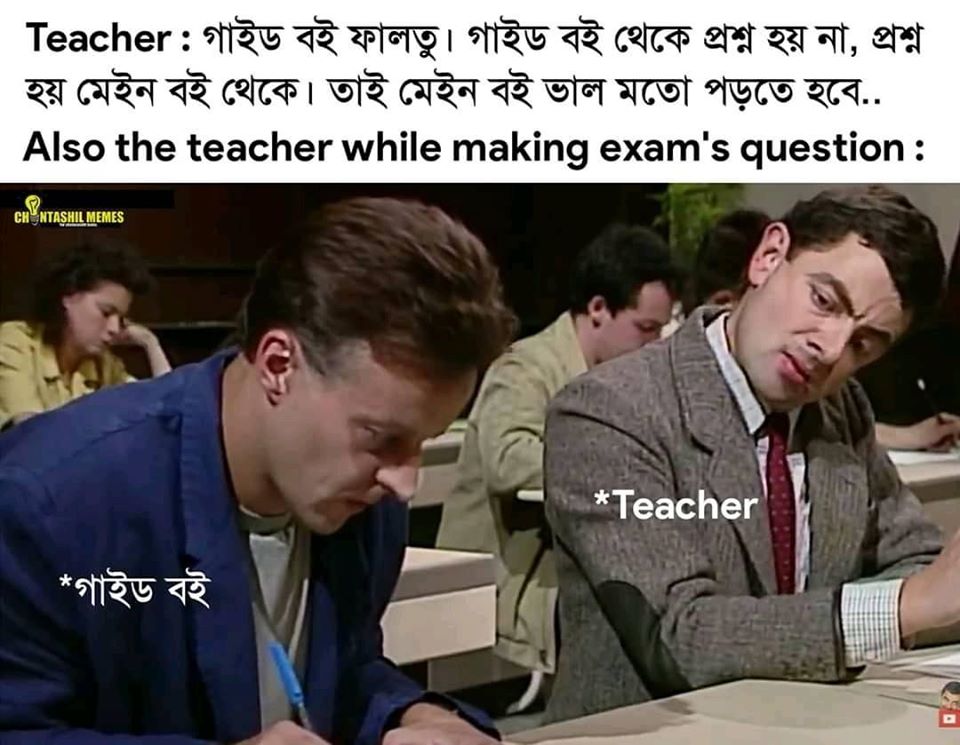 Teacher : গাইড বই ফালতু। গাইড বই থেকে প্রশ্ন হয় না, প্রশ্ন
হয় মেইন বই থেকে। তাই মেইন বই ভাল মতো পড়তে হবে..
Also the teacher while making exam's question :
CHINTASHIL MEMES
*Teacher
*গাইড বই